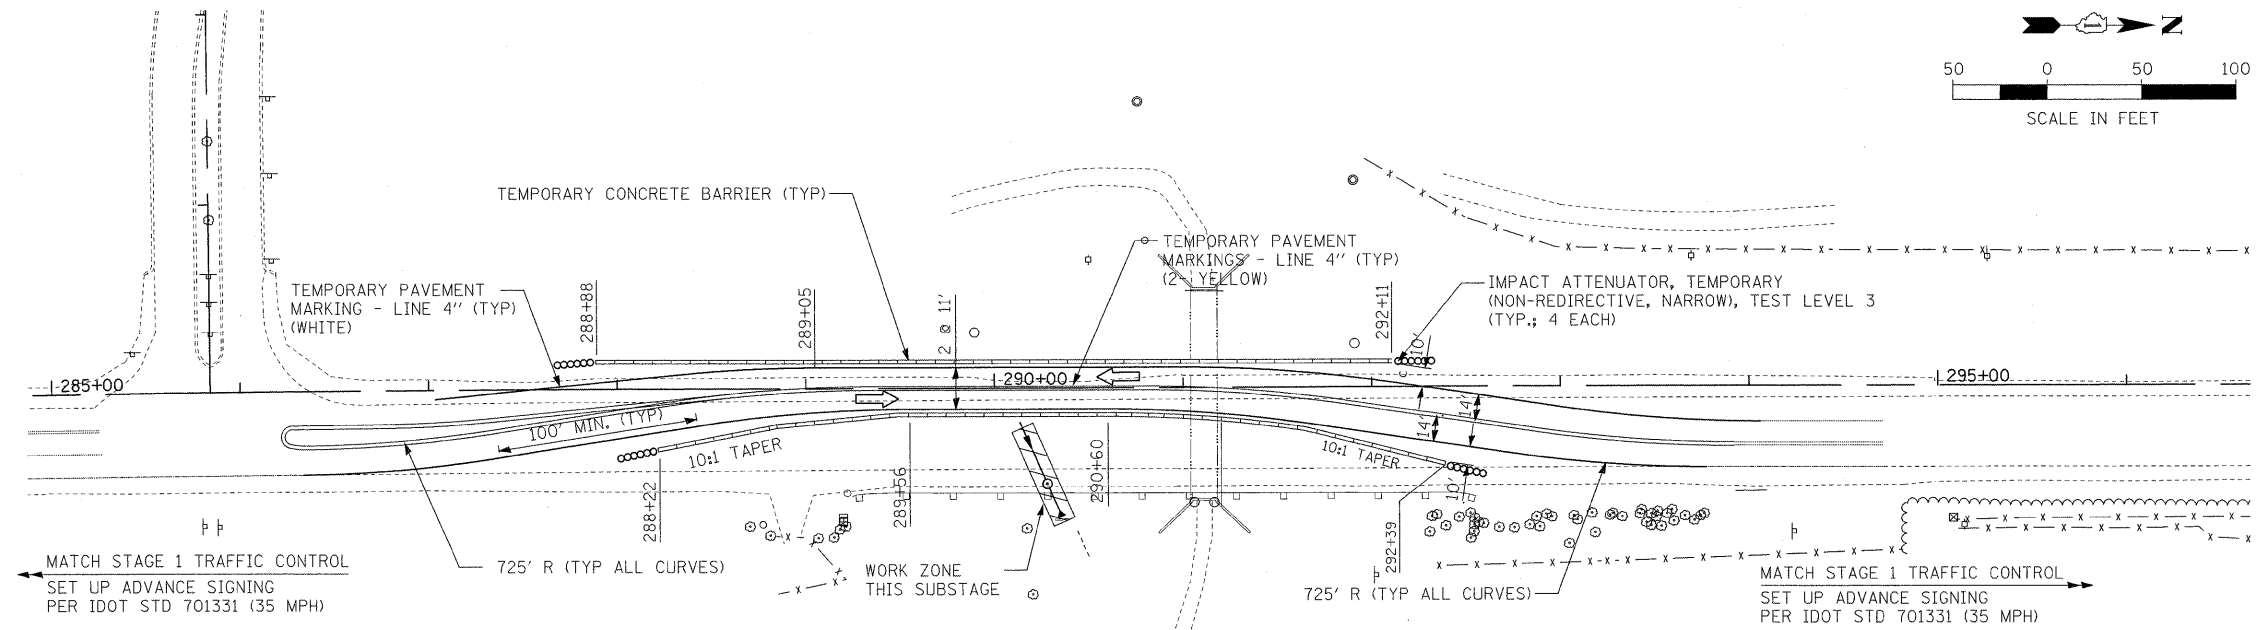 N
50 0 50 100
SCALE IN FEET
TEMPORARY CONCRETE BARRIER (TYP)
TEMPORARY PAVEMENT
MARKINGS - LINE 4" (TYP)
(2- YELLOW)
TEMPORARY PAVEMENT
MARKING - LINE 4" (TYP)
(WHITE)
IMPACT ATTENUATOR, TEMPORARY
(NON-REDIRECTIVE, NARROW), TEST LEVEL 3
(TYP.; 4 EACH)
288+88
289+05
2 @ 11'
292+11
10'
285+00
290+00
295+00
100' MIN. (TYP)
14'
14'
10:1 TAPER
10:1 TAPER
10'
288+22
289+56
290+60
292+39
725' R (TYP ALL CURVES)
WORK ZONE
THIS SUBSTAGE
725' R (TYP ALL CURVES)
MATCH STAGE 1 TRAFFIC CONTROL
SET UP ADVANCE SIGNING
PER IDOT STD 701331 (35 MPH)
MATCH STAGE 1 TRAFFIC CONTROL
SET UP ADVANCE SIGNING
PER IDOT STD 701331 (35 MPH)